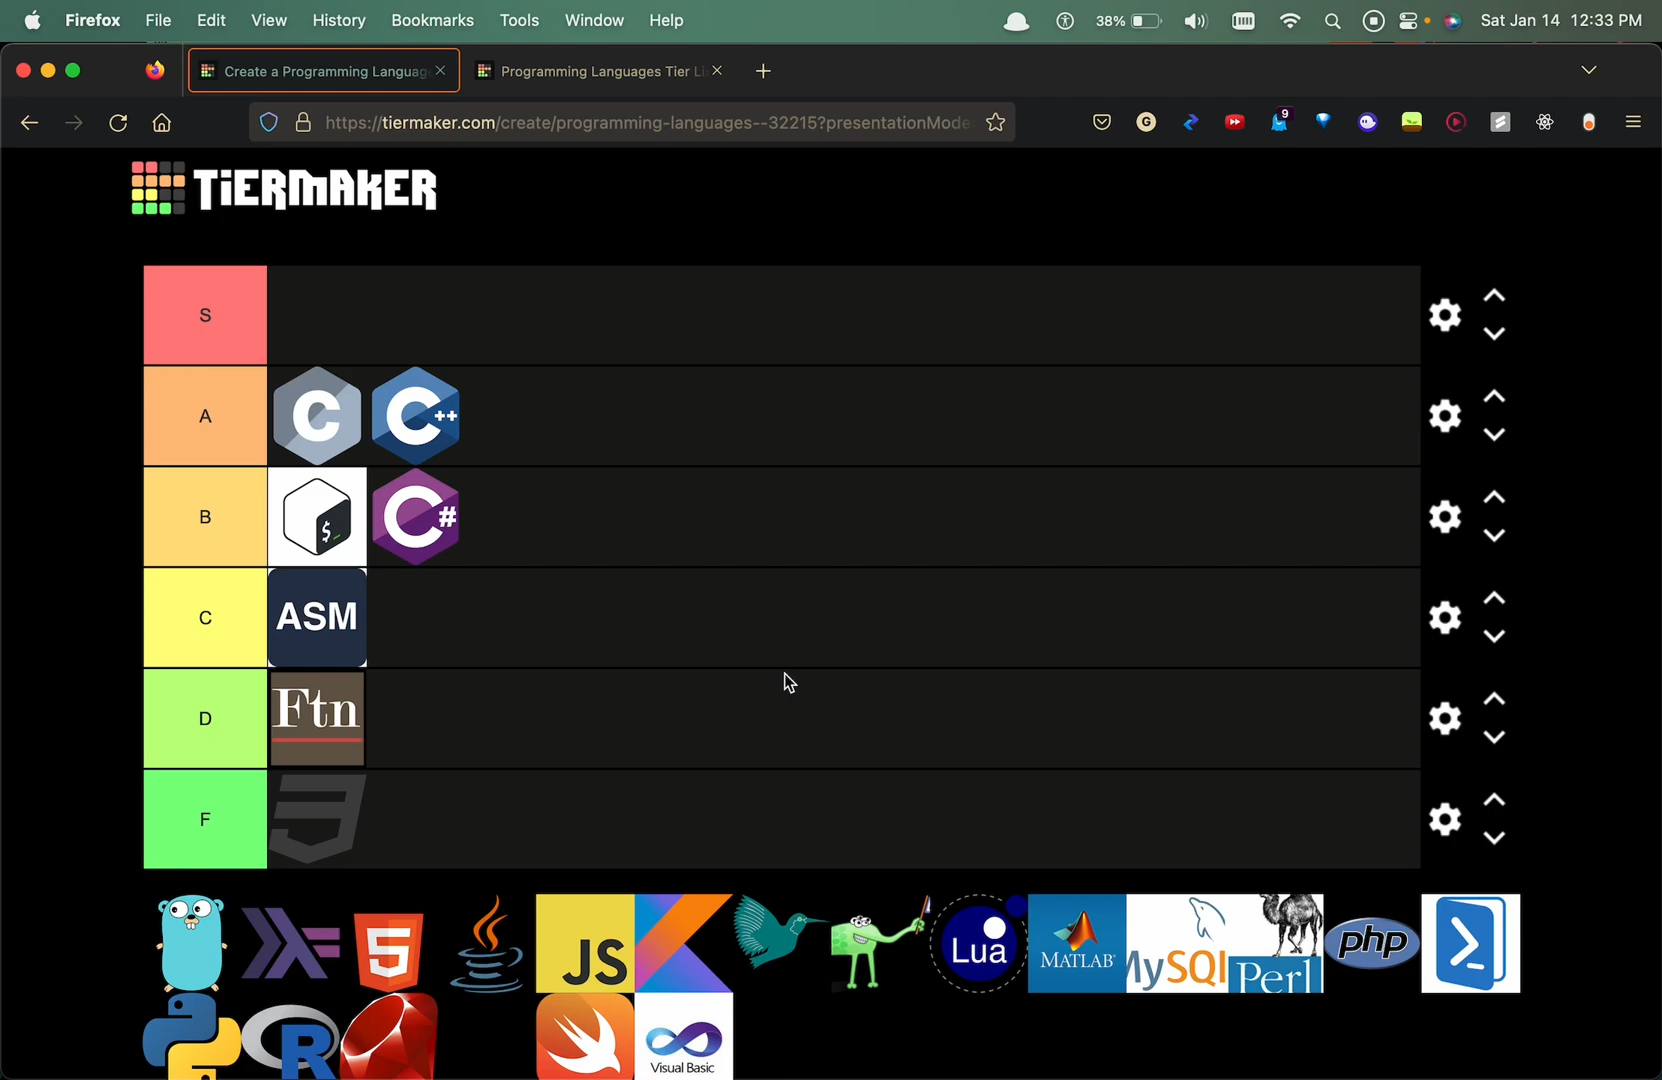 Firefox File Edit View History Bookmarks Tools Window Help 38% Sat Jan 14 12:33 PM
Create a Programming Languag Programming Languages Tier Li
https://tiermaker.com/create/programming-languages--32215?presentationMode= G 9
TiERMAKER
S
A C C++
B $_ C#
C ASM
D Ftn
F
5 JS Lua MATLAB MySQL Perl php
R Visual Basic